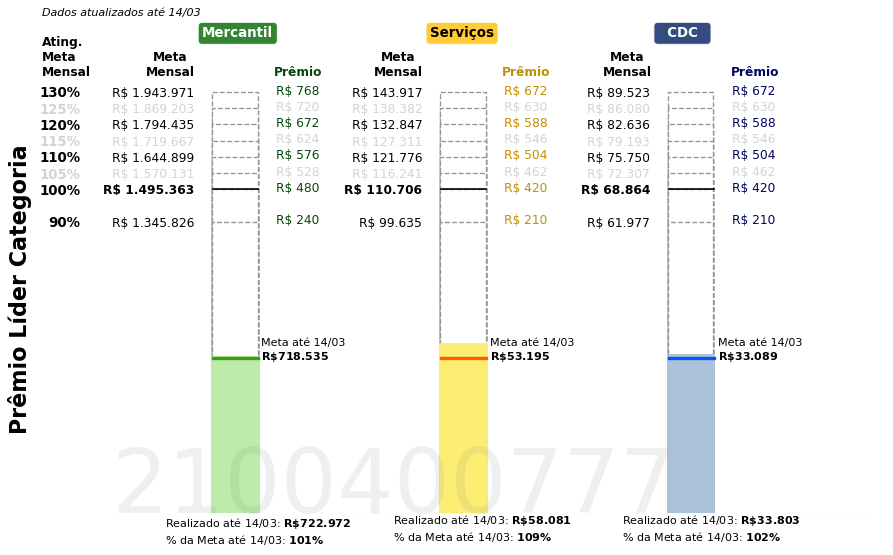 Dados atualizados até 14/03
Mercantil Serviços CDC
Ating. Meta Mensal
Meta Mensal Prêmio Meta Mensal Prêmio Meta Mensal Prêmio
130% R$ 1.943.971 R$ 768 R$ 143.917 R$ 672 R$ 89.523 R$ 672
125% R$ 1.869.203 R$ 720 R$ 138.382 R$ 630 R$ 86.080 R$ 630
120% R$ 1.794.435 R$ 672 R$ 132.847 R$ 588 R$ 82.636 R$ 588
115% R$ 1.719.667 R$ 624 R$ 127.311 R$ 546 R$ 79.193 R$ 546
110% R$ 1.644.899 R$ 576 R$ 121.776 R$ 504 R$ 75.750 R$ 504
105% R$ 1.570.131 R$ 528 R$ 116.241 R$ 462 R$ 72.307 R$ 462
100% R$ 1.495.363 R$ 480 R$ 110.706 R$ 420 R$ 68.864 R$ 420
90% R$ 1.345.826 R$ 240 R$ 99.635 R$ 210 R$ 61.977 R$ 210
Prêmio Líder Categoria
Meta até 14/03 Meta até 14/03 Meta até 14/03
R$718.535 R$53.195 R$33.089
2100400777
Realizado até 14/03: R$722.972 Realizado até 14/03: R$58.081 Realizado até 14/03: R$33.803
% da Meta até 14/03: 101% % da Meta até 14/03: 109% % da Meta até 14/03: 102%